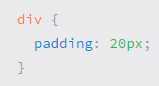 div {
  padding: 20px;
}